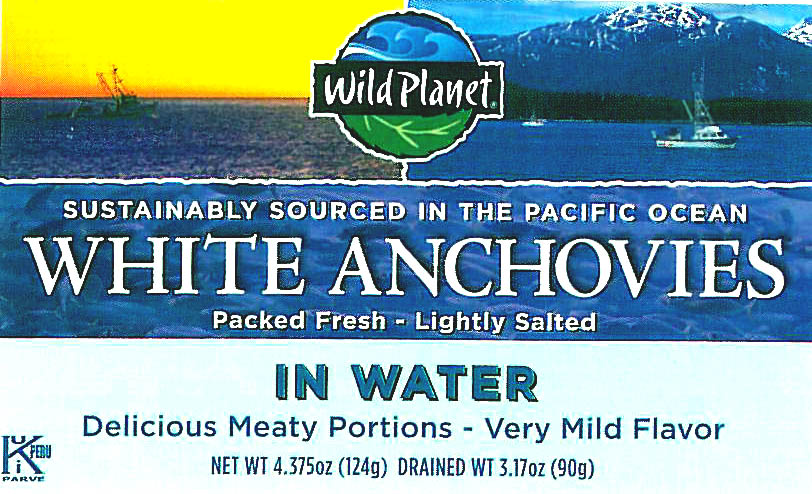 Wild Planet®
SUSTAINABLY SOURCED IN THE PACIFIC OCEAN
WHITE ANCHOVIES
Packed Fresh - Lightly Salted
IN WATER
Delicious Meaty Portions - Very Mild Flavor
NET WT 4.375oz (124g) DRAINED WT 3.17oz (90g)
KUI PERU
PARVE